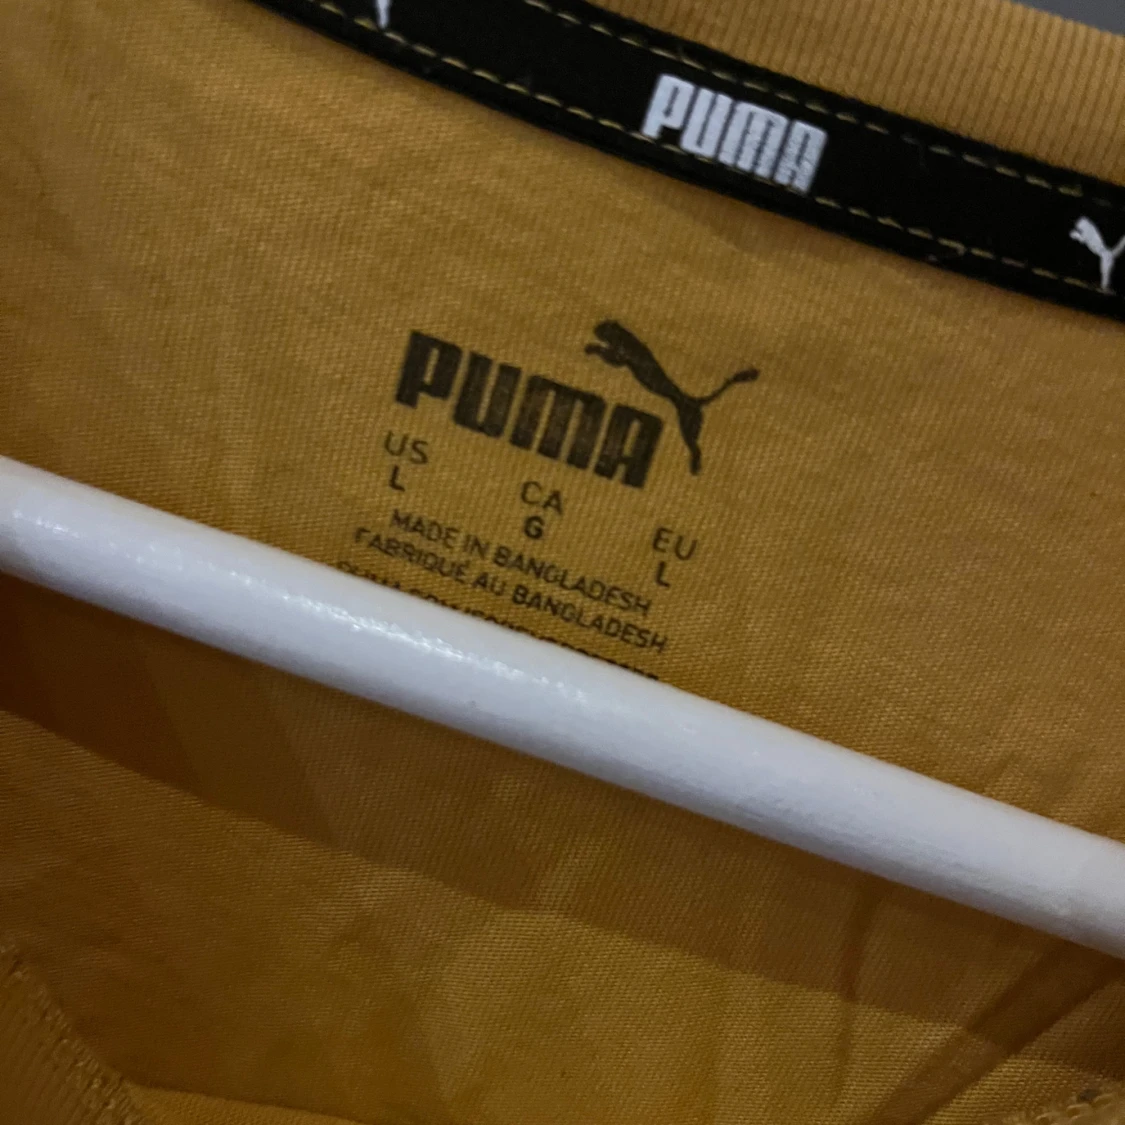 PUMA
PUMA
US CA EU
L G L
MADE IN BANGLADESH
FABRIQUÉ AU BANGLADESH